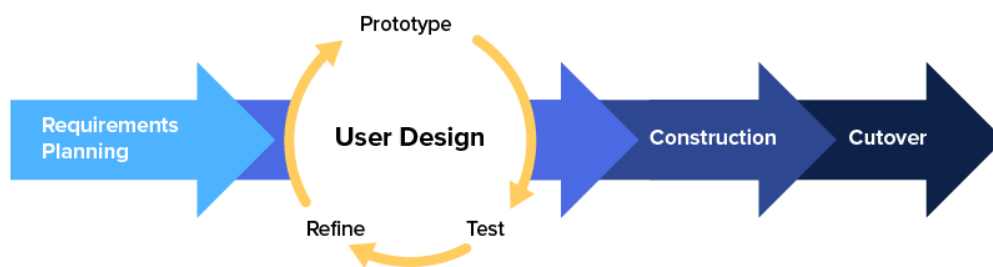 Prototype
Requirements
Planning
User Design
Construction
Cutover
Refine
Test